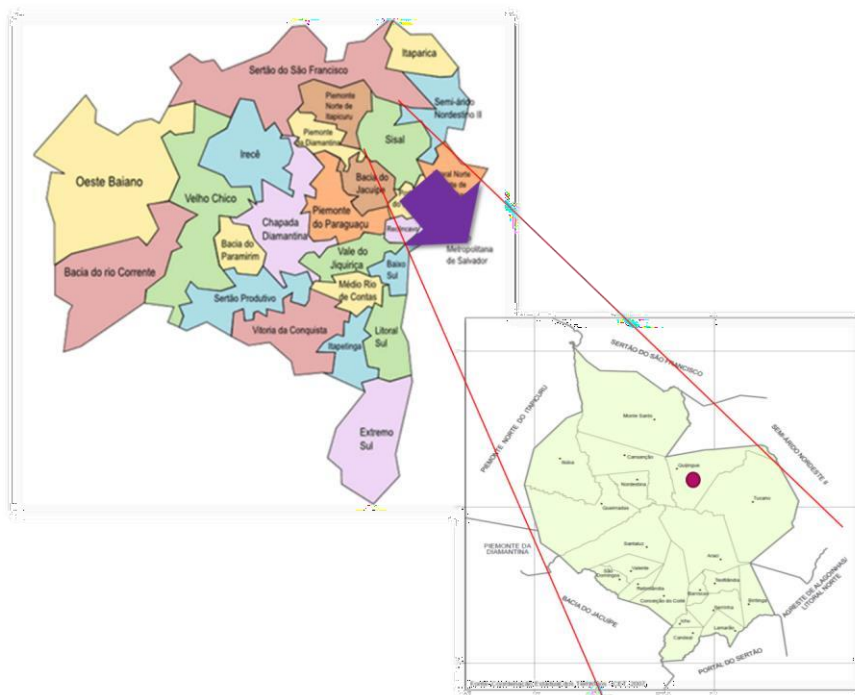 Itaparica
Sertão do São Francisco
Piemonte
Norte de
Itapicuru
Semi-árido
Nordestino II
Piemonte
da Diamantina
Sisal
Irecê
Oeste Baiano
Bacia do
Jacuípe
Velho Chico
Chapada
Diamantina
Piemonte
do Paraguaçu
Recôncavo
Metropolitana
de Salvador
Bacia do
Paramirim
Vale do
Jiquiriça
Baixo
Sul
Bacia do rio Corrente
Sertão Produtivo
Médio Rio
de Contas
Vitoria da Conquista
Itapetinga
Litoral
Sul
Extremo
Sul
SERTÃO DO SÃO FRANCISCO
PIEMONTE NORTE DO ITAPICURU
Monte Santo
SEMI-ÁRIDO NORDESTE II
Cansanção
Nordestina
Tucano
Queimadas
PIEMONTE DA
DIAMANTINA
Santaluz
Araci
Valente
São
Domingos
Retirolândia
Teofilândia
Barrocas
Conceição do Coité
Biritinga
Serrinha
Ichu
Lamarão
Candeal
BACIA DO JACUIPE
AGRESTE DE ALAGOINHAS/
LITORAL NORTE
PORTAL DO SERTÃO